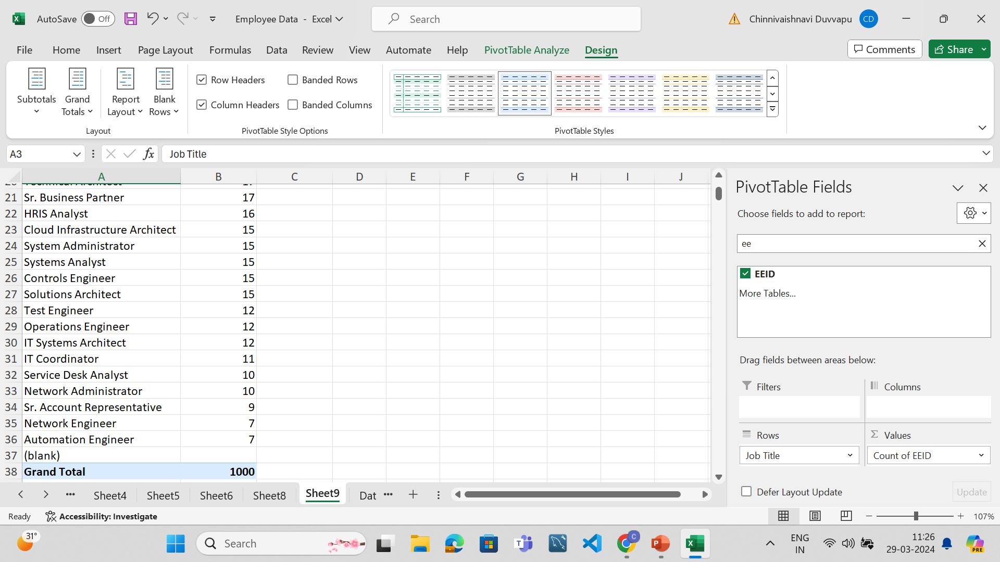 AutoSave Off Employee Data - Excel Search Chinnivaishnavi Duvvapu CD
File Home Insert Page Layout Formulas Data Review View Automate Help PivotTable Analyze Design Comments Share
Subtotals Grand Totals Report Layout Blank Rows
Layout
Row Headers Banded Rows
Column Headers Banded Columns
PivotTable Style Options
PivotTable Styles
A3 fx Job Title
A B C D E F G H I J
21 Sr. Business Partner 17
22 HRIS Analyst 16
23 Cloud Infrastructure Architect 15
24 System Administrator 15
25 Systems Analyst 15
26 Controls Engineer 15
27 Solutions Architect 15
28 Test Engineer 12
29 Operations Engineer 12
30 IT Systems Architect 12
31 IT Coordinator 11
32 Service Desk Analyst 10
33 Network Administrator 10
34 Sr. Account Representative 9
35 Network Engineer 7
36 Automation Engineer 7
37 (blank)
38 Grand Total 1000
PivotTable Fields
Choose fields to add to report:
ee
EEID
More Tables...
Drag fields between areas below:
Filters Columns
Rows Values
Job Title Count of EEID
Defer Layout Update Update
Sheet4 Sheet5 Sheet6 Sheet8 Sheet9 Dat
Ready Accessibility: Investigate 107%
31° Search ENG IN 11:26 29-03-2024 PRE